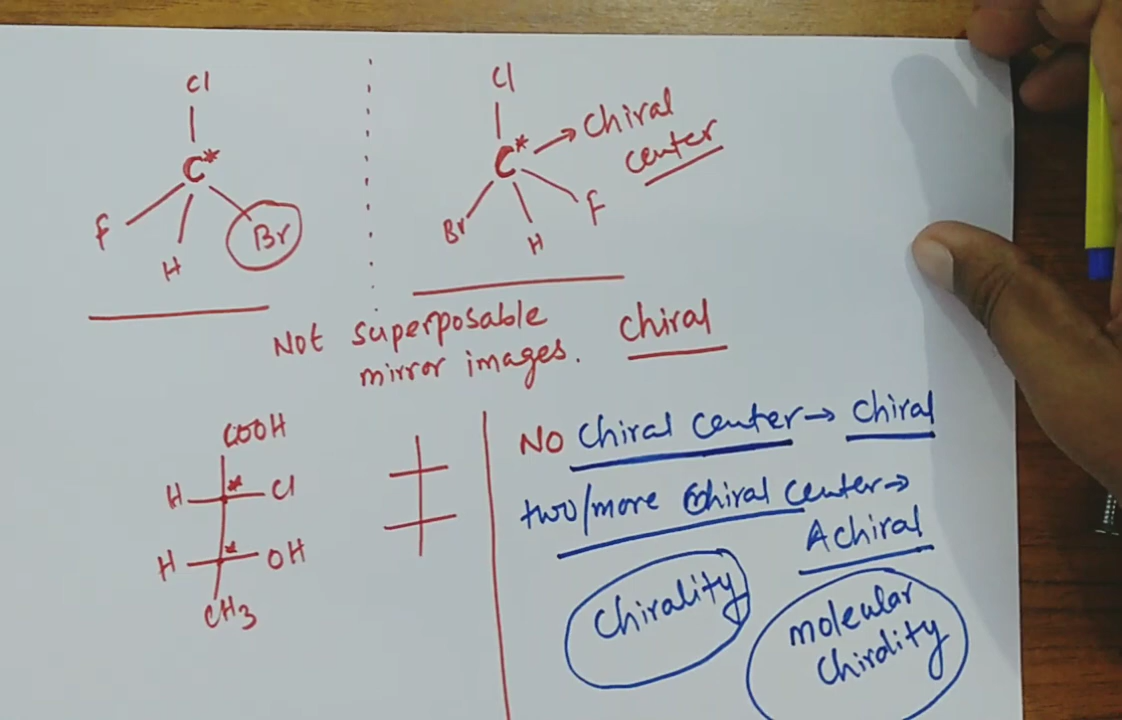 Cl
C*
F
H
Br
Cl
C* → Chiral
center
Br
H
F
Not superposable
mirror images.
Chiral
COOH
H * Cl
H * OH
CH3
No Chiral center → Chiral
two/more Chiral center →
Achiral
Chirality
molecular
Chirality